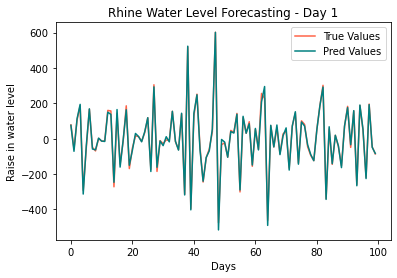 Rhine Water Level Forecasting - Day 1
True Values
Pred Values
Raise in water level
600
400
200
0
−200
−400
0
20
40
60
80
100
Days